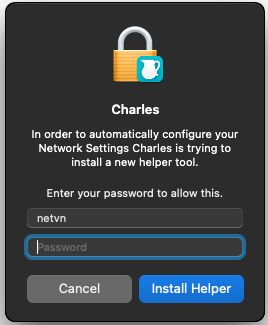 Charles
In order to automatically configure your
Network Settings Charles is trying to
install a new helper tool.
Enter your password to allow this.
netvn
Password
Cancel
Install Helper